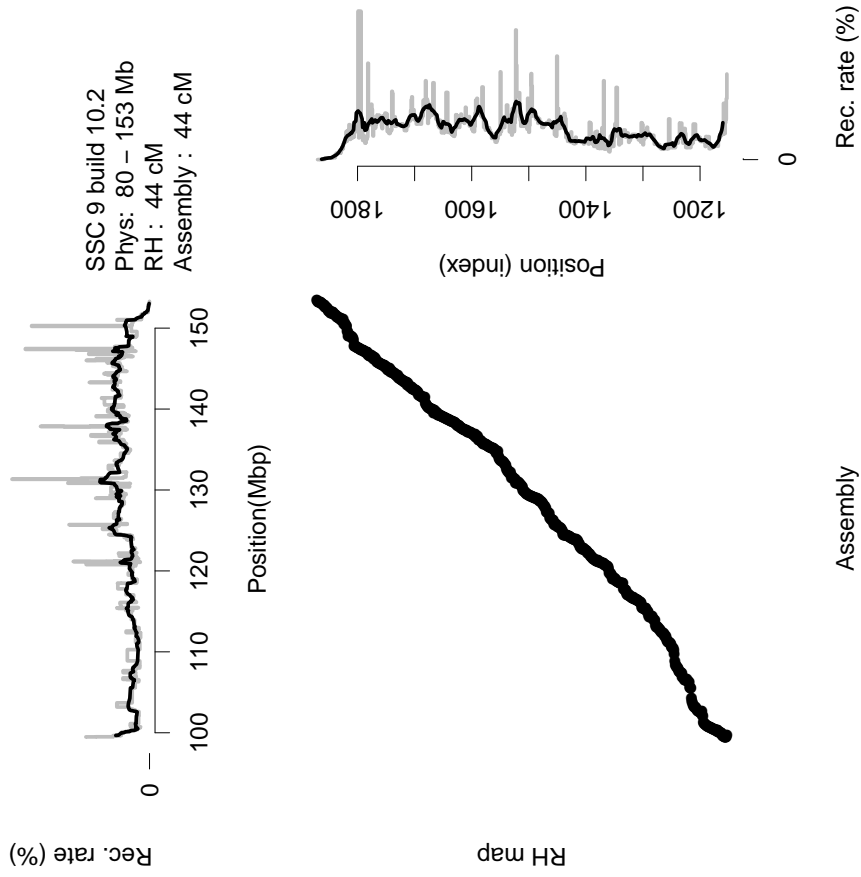 SSC 9 build 10.2
Phys: 80 – 153 Mb
RH : 44 cM
Assembly : 44 cM
Rec. rate (%)
0
100 110 120 130 140 150
Position(Mbp)
RH map
Assembly
Position (index)
1200 1400 1600 1800
0
Rec. rate (%)